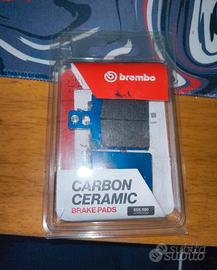 brembo
CARBON
CERAMIC
BRAKE PADS
subito